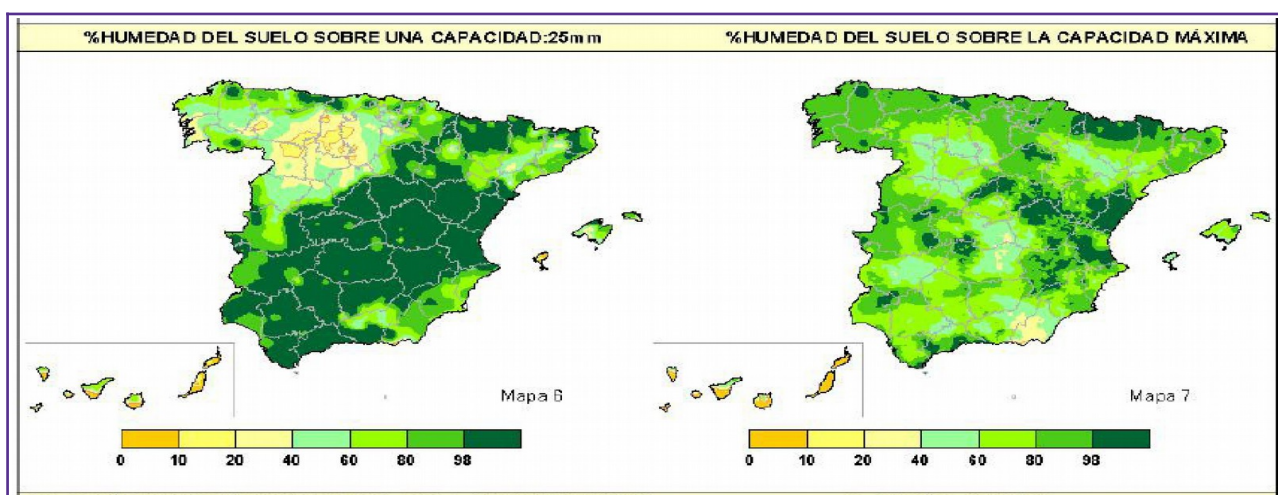 %HUMEDAD DEL SUELO SOBRE UNA CAPACIDAD:25mm
%HUMEDAD DEL SUELO SOBRE LA CAPACIDAD MÁXIMA
Mapa 6
Mapa 7
0 10 20 40 60 80 98
0 10 20 40 60 80 98